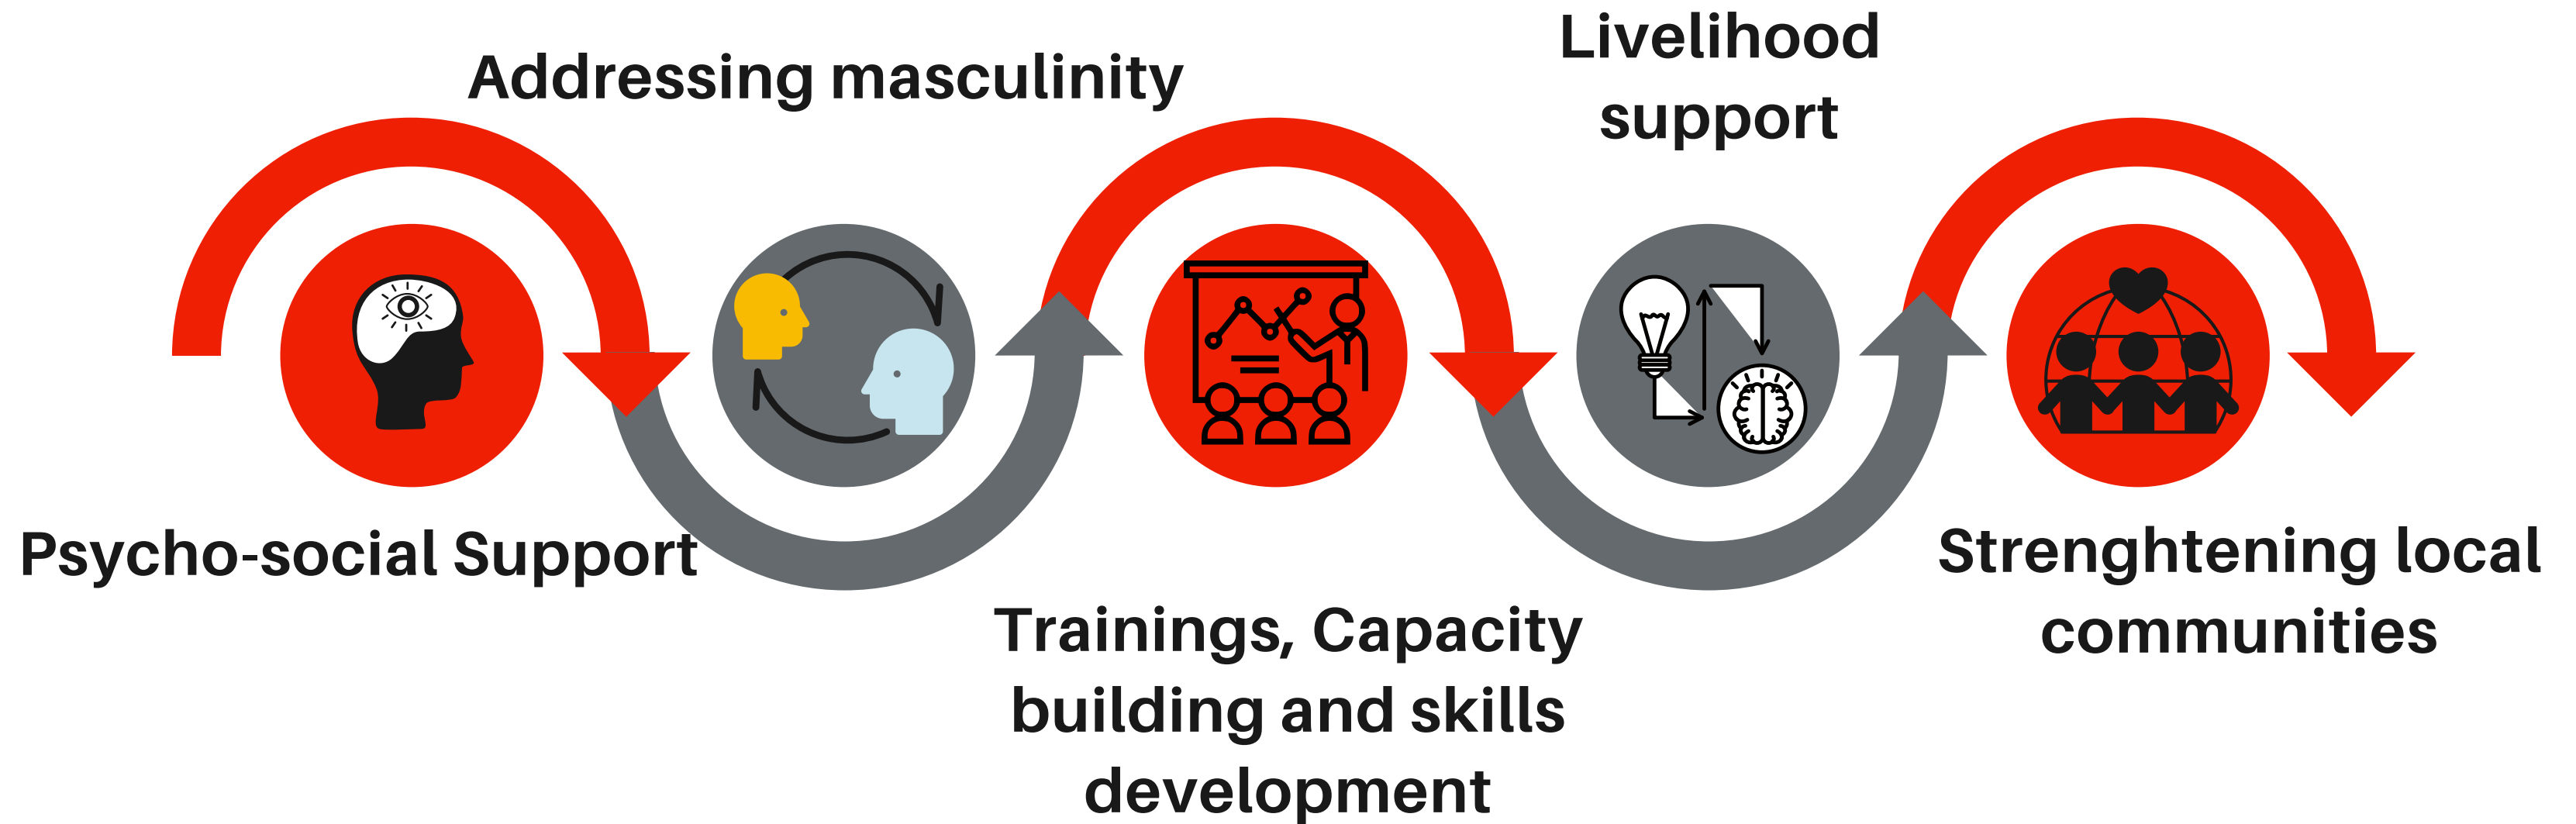 Psycho-social Support
Addressing masculinity
Trainings, Capacity
building and skills
development
Livelihood
support
Strenghtening local
communities